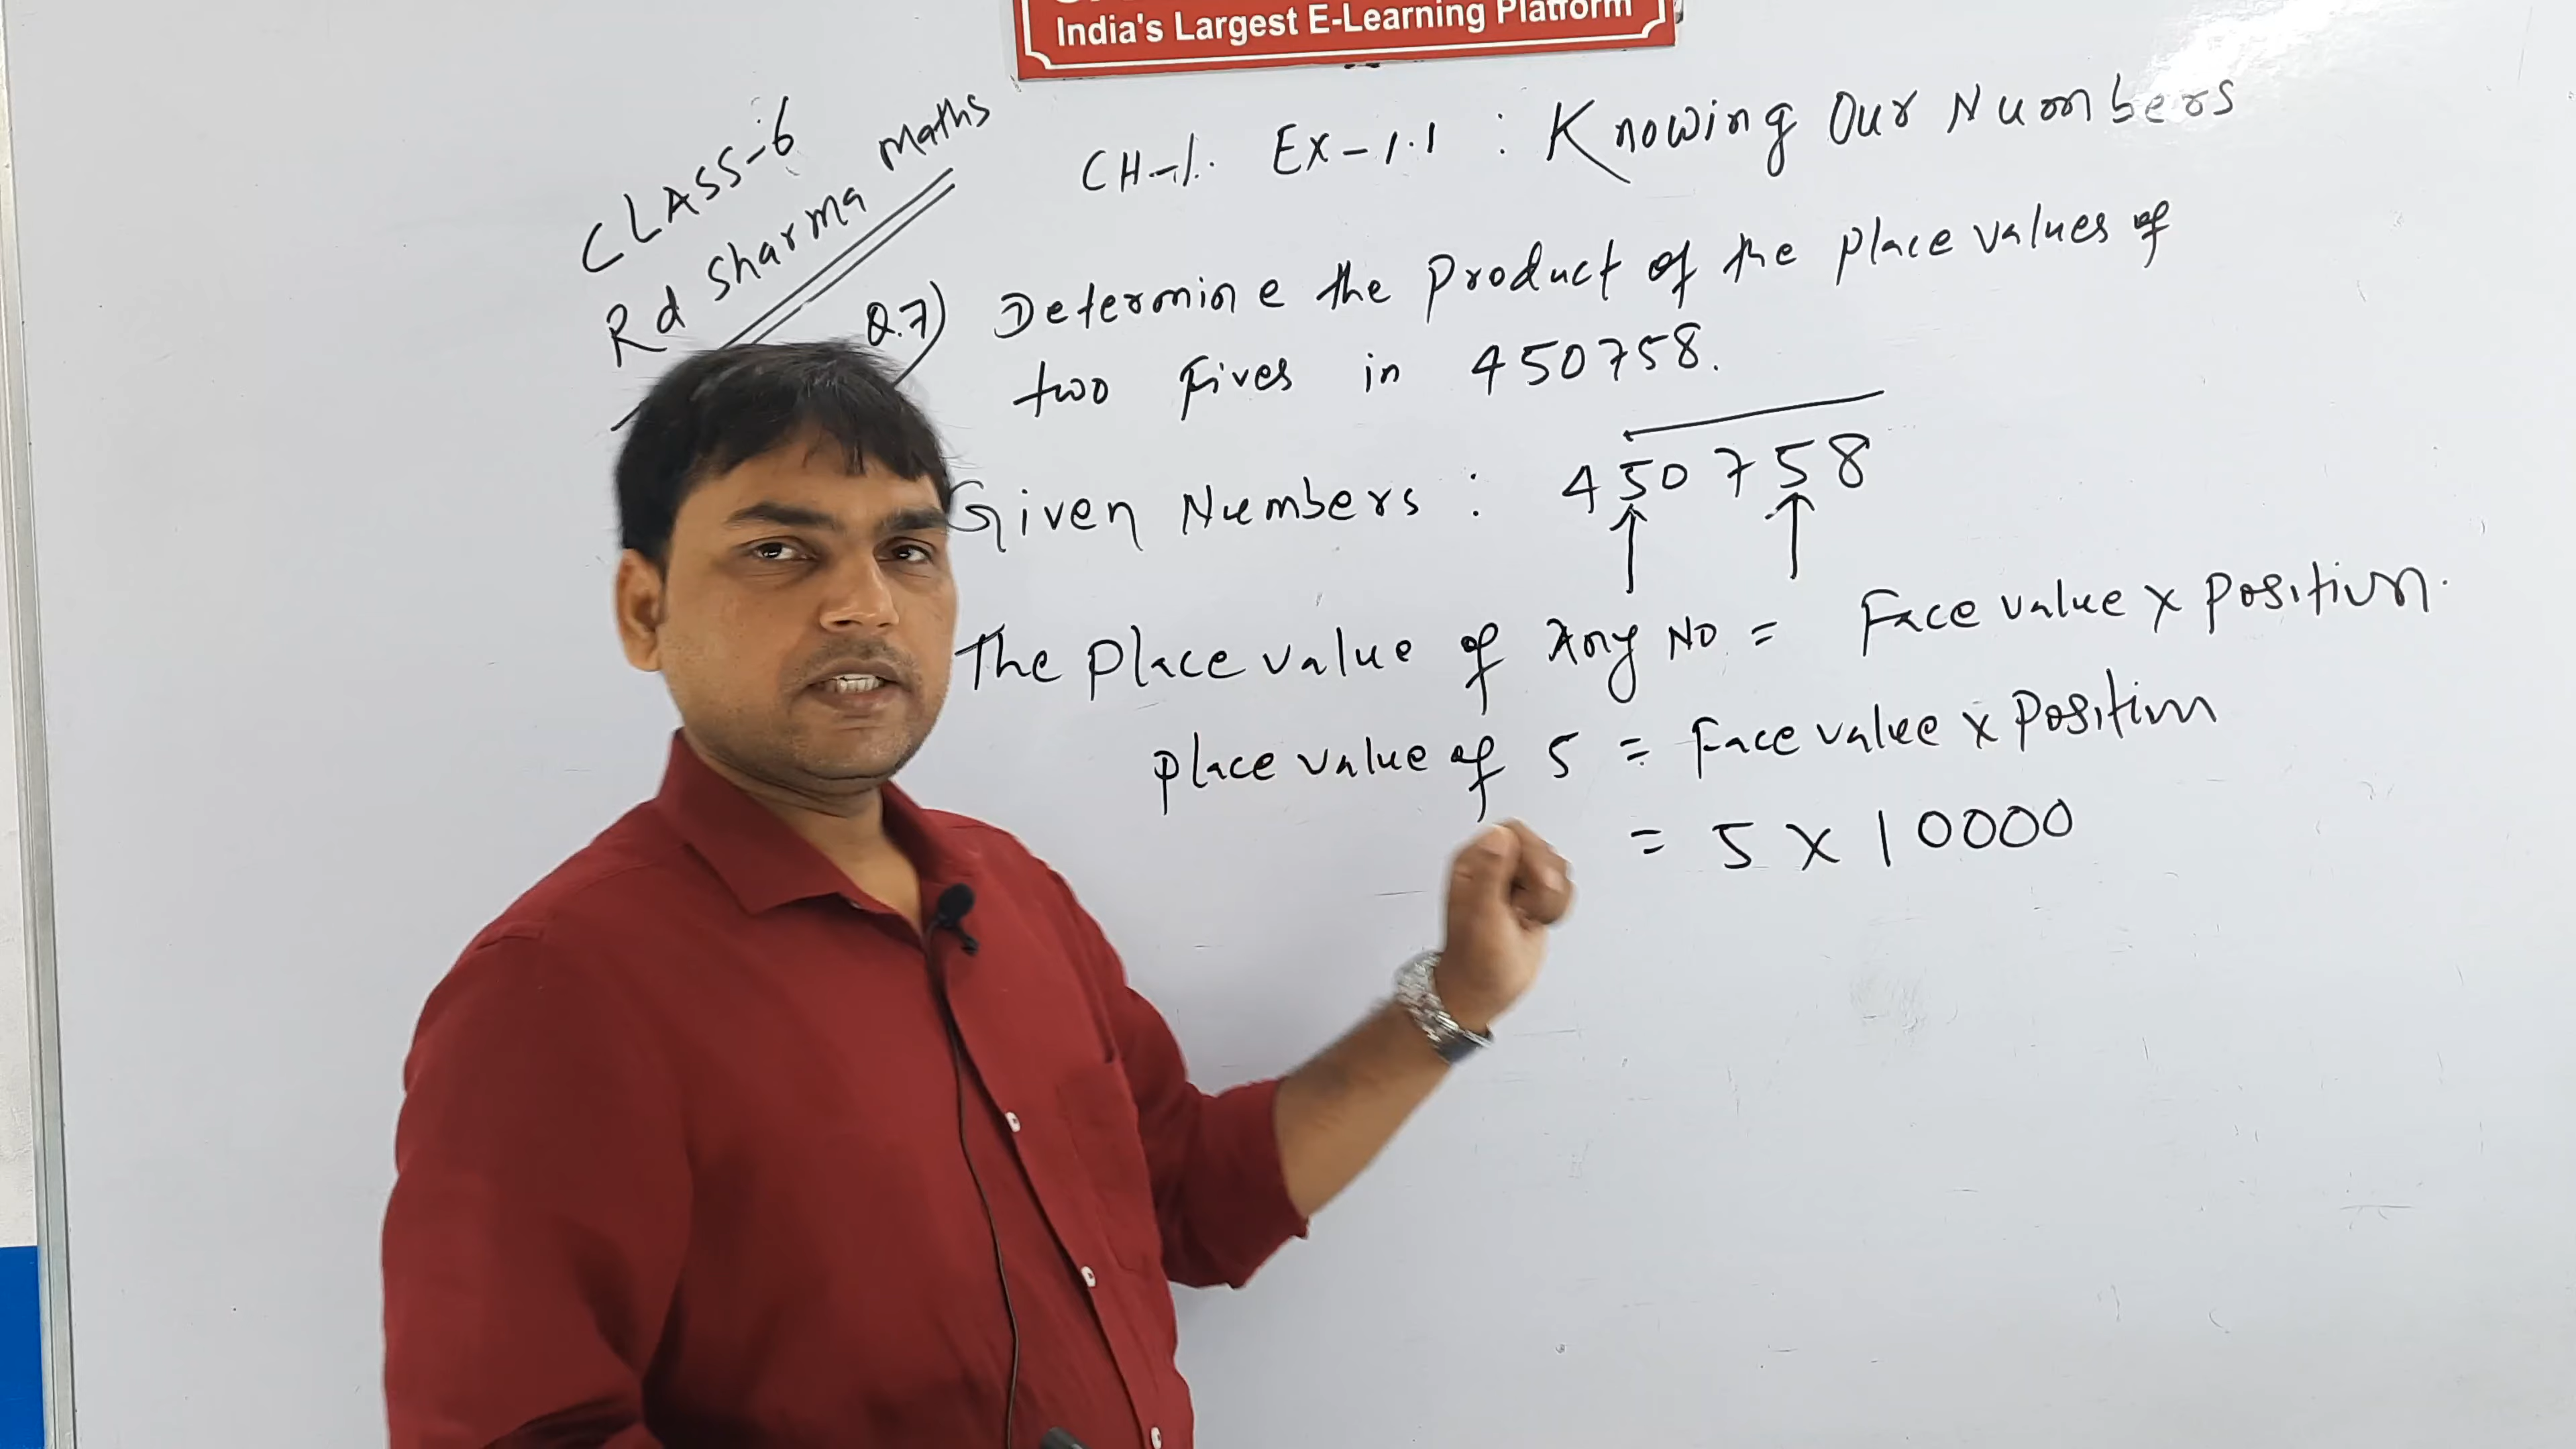 India's Largest E-Learning Platform
CLASS-6
Rd Sharma Maths
CH-1. Ex-1.1 : Knowing Our Numbers
Q.7) Determine the Product of the place values of
two Fives in 450758.
Given Numbers : 450758
The place value of Any No = Face value x position.
place value of 5 = Face value x position
= 5 x 10000